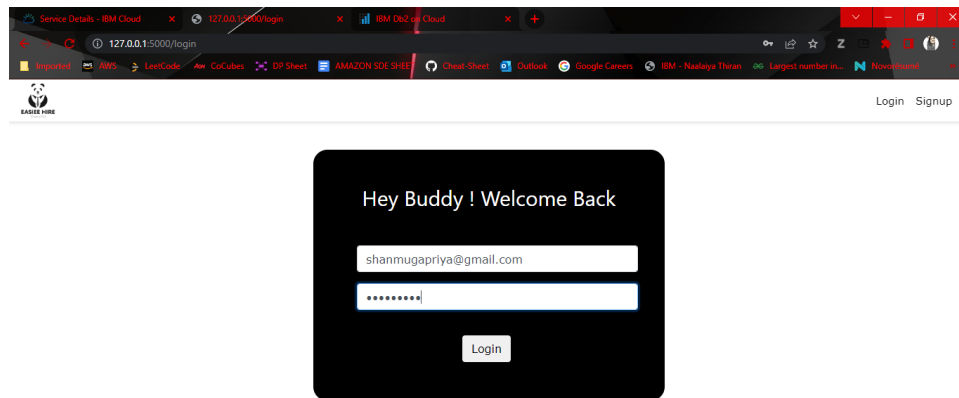 Service Details - IBM Cloud 127.0.0.1:5000/login IBM Db2 on Cloud
127.0.0.1:5000/login
Imported AWS LeetCode CoCubes DP Sheet AMAZON SDE SHEET Cheat-Sheet Outlook Google Careers IBM - Naalaiya Thiran Largest number in...
EASIEE HIRE
Login Signup
Hey Buddy ! Welcome Back
shanmugapriya@gmail.com
•••••••••
Login